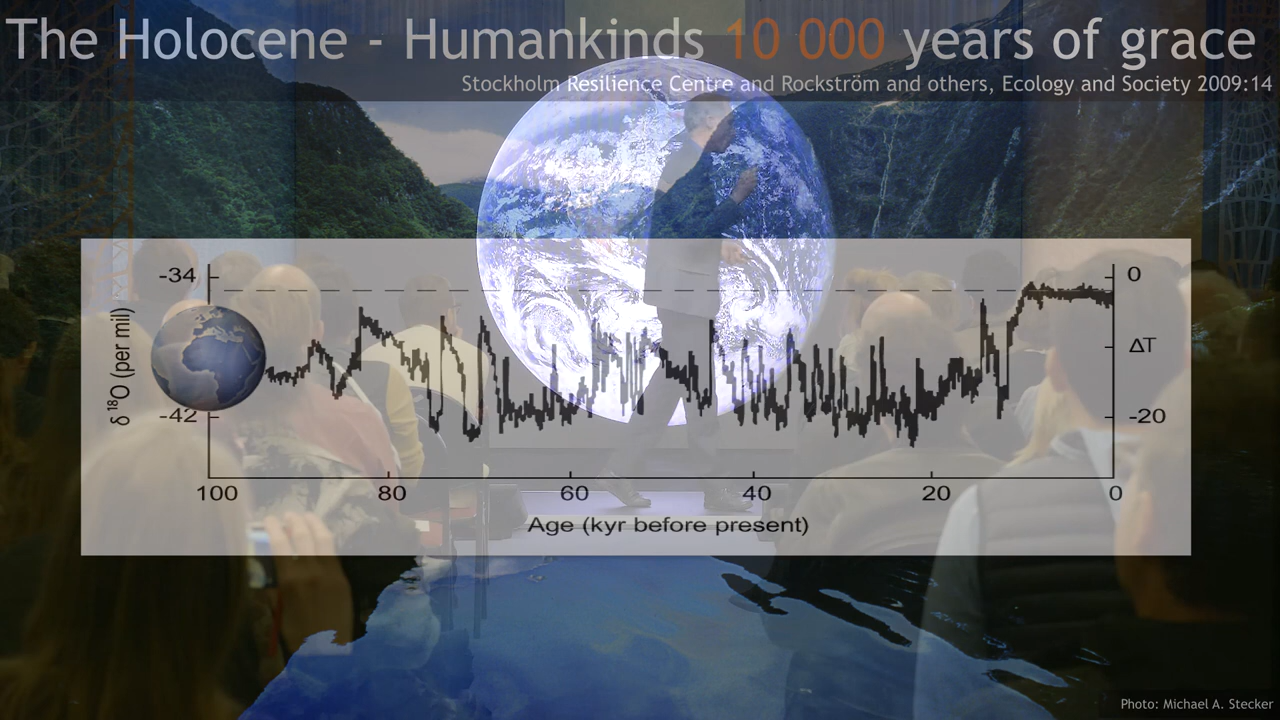 The Holocene - Humankinds 10 000 years of grace
Stockholm Resilience Centre and Rockström and others, Ecology and Society 2009:14
-34
0
δ ¹⁸O (per mil)
ΔT
-42
-20
100 80 60 40 20 0
Age (kyr before present)
Photo: Michael A. Stecker